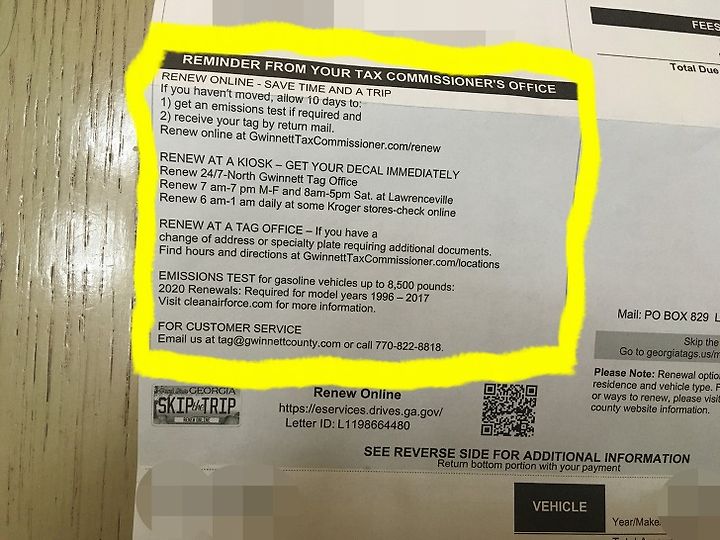 FEES
Total Due
REMINDER FROM YOUR TAX COMMISSIONER'S OFFICE
RENEW ONLINE - SAVE TIME AND A TRIP
If you haven't moved, allow 10 days to:
1) get an emissions test if required and
2) receive your tag by return mail.
Renew online at GwinnettTaxCommissioner.com/renew
RENEW AT A KIOSK – GET YOUR DECAL IMMEDIATELY
Renew 24/7-North Gwinnett Tag Office
Renew 7 am-7 pm M-F and 8am-5pm Sat. at Lawrenceville
Renew 6 am-1 am daily at some Kroger stores-check online
RENEW AT A TAG OFFICE – If you have a
change of address or specialty plate requiring additional documents.
Find hours and directions at GwinnettTaxCommissioner.com/locations
EMISSIONS TEST for gasoline vehicles up to 8,500 pounds:
2020 Renewals: Required for model years 1996 – 2017
Visit cleanairforce.com for more information.
FOR CUSTOMER SERVICE
Email us at tag@gwinnettcounty.com or call 770-822-8818.
Mail: PO BOX 829 L
Skip the
Go to georgiatags.us/m
Please Note: Renewal optio
residence and vehicle type. F
or ways to renew, please visit
county website information.
GEORGIA
SKIP the TRIP
RENEW ONLINE
Renew Online
https://eservices.drives.ga.gov/
Letter ID: L1198664480
SEE REVERSE SIDE FOR ADDITIONAL INFORMATION
Return bottom portion with your payment
VEHICLE
Year/Make